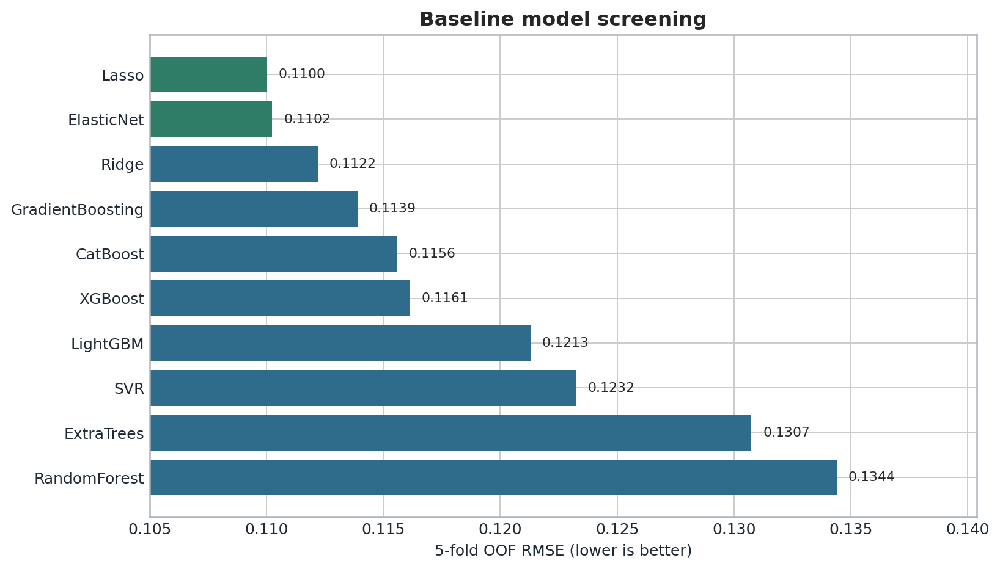 Baseline model screening
Lasso 0.1100
ElasticNet 0.1102
Ridge 0.1122
GradientBoosting 0.1139
CatBoost 0.1156
XGBoost 0.1161
LightGBM 0.1213
SVR 0.1232
ExtraTrees 0.1307
RandomForest 0.1344
0.105 0.110 0.115 0.120 0.125 0.130 0.135 0.140
5-fold OOF RMSE (lower is better)